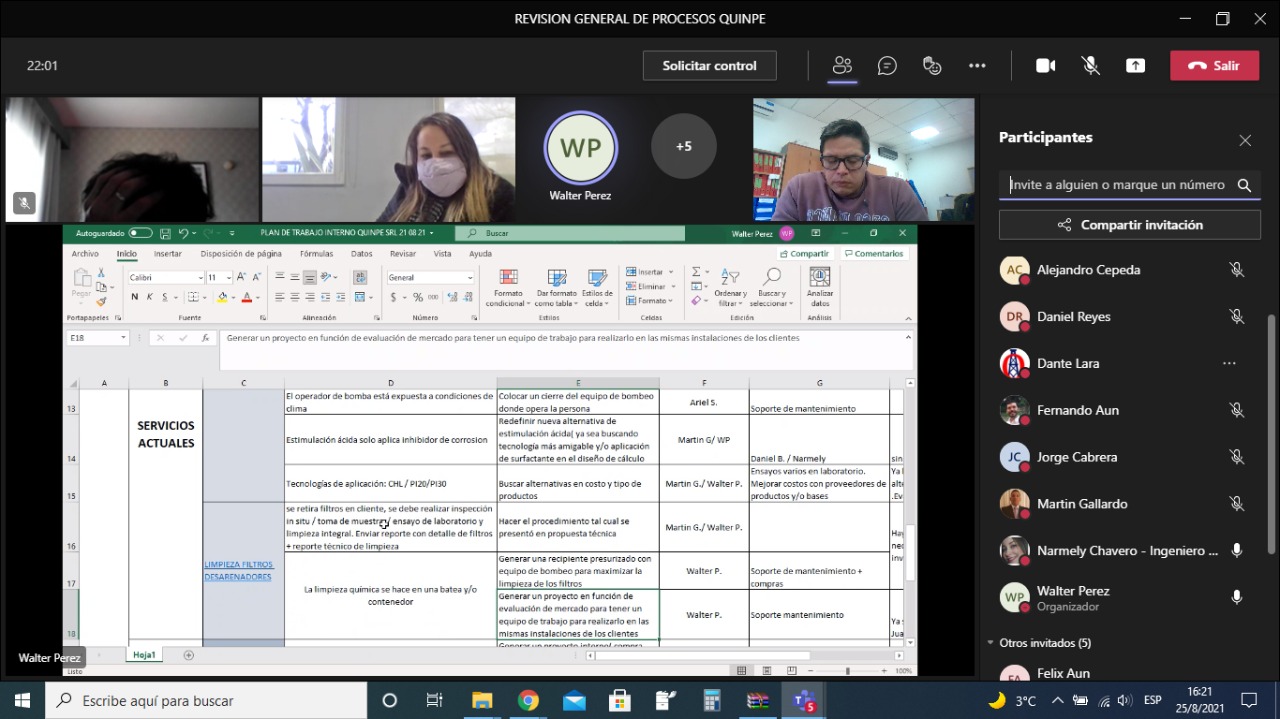 REVISION GENERAL DE PROCESOS QUINPE
22:01
Solicitar control
Salir
WP
Walter Perez
+5
Participantes
Invite a alguien o marque un número
Compartir invitación
AC
Alejandro Cepeda
DR
Daniel Reyes
Dante Lara
Fernando Aun
JC
Jorge Cabrera
Martin Gallardo
Narmely Chavero - Ingeniero ...
WP
Walter Perez
Organizador
Otros invitados (5)
FA
Felix Aun
Autoguardado
PLAN DE TRABAJO INTERNO QUINPE SRL 21 08 21
Buscar
Walter Perez
WP
Archivo
Inicio
Insertar
Disposición de página
Fórmulas
Datos
Revisar
Vista
Ayuda
Compartir
Comentarios
Pegar
Calibri
11
N K S
General
Formato condicional
Dar formato como tabla
Estilos de celda
Insertar
Eliminar
Formato
Ordenar y filtrar
Buscar y seleccionar
Analizar datos
Portapapeles
Fuente
Alineación
Número
Estilos
Celdas
Edición
Análisis
E18
Generar un proyecto en función de evaluación de mercado para tener un equipo de trabajo para realizarlo en las mismas instalaciones de los clientes
A
B
C
D
E
F
G
13
El operador de bomba está expuesta a condiciones de
clima
Colocar un cierre del equipo de bombeo
donde opera la persona
Ariel S.
Soporte de mantenimiento
SERVICIOS
ACTUALES
14
Estimulación ácida solo aplica inhibidor de corrosion
Redefinir nueva alternativa de
estimulación ácida( ya sea buscando
tecnología más amigable y/o aplicación
de surfactante en el diseño de cálculo
Martin G/ WP
Daniel B. / Narmely
sin
15
Tecnologías de aplicación: CHL / PI20/PI30
Buscar alternativas en costo y tipo de
productos
Martin G./ Walter P.
Ensayos varios en laboratorio.
Mejorar costos con proveedores de
productos y/o bases
Ya
.Ev
16
se retira filtros en cliente, se debe realizar inspección
in situ / toma de muestra/ ensayo de laboratorio y
limpieza integral. Enviar reporte con detalle de filtros
+ reporte técnico de limpieza
Hacer el procedimiento tal cual se
presentó en propuesta técnica
Martin G./ Walter P.
Hay
nec
inv
LIMPIEZA FILTROS
DESARENADORES
17
La limpieza química se hace en una batea y/o
contenedor
Generar una recipiente presurizado con
equipo de bombeo para maximizar la
limpieza de los filtros
Walter P.
Soporte de mantenimiento +
compras
18
Generar un proyecto en función de
evaluación de mercado para tener un
equipo de trabajo para realizarlo en las
mismas instalaciones de los clientes
Walter P.
Soporte mantenimiento
Ya s
Jua
Generar un proyecto interno/ compra
Walter Perez
Hoja1
Listo
100%
Escribe aquí para buscar
3°C
ESP
16:21
25/8/2021